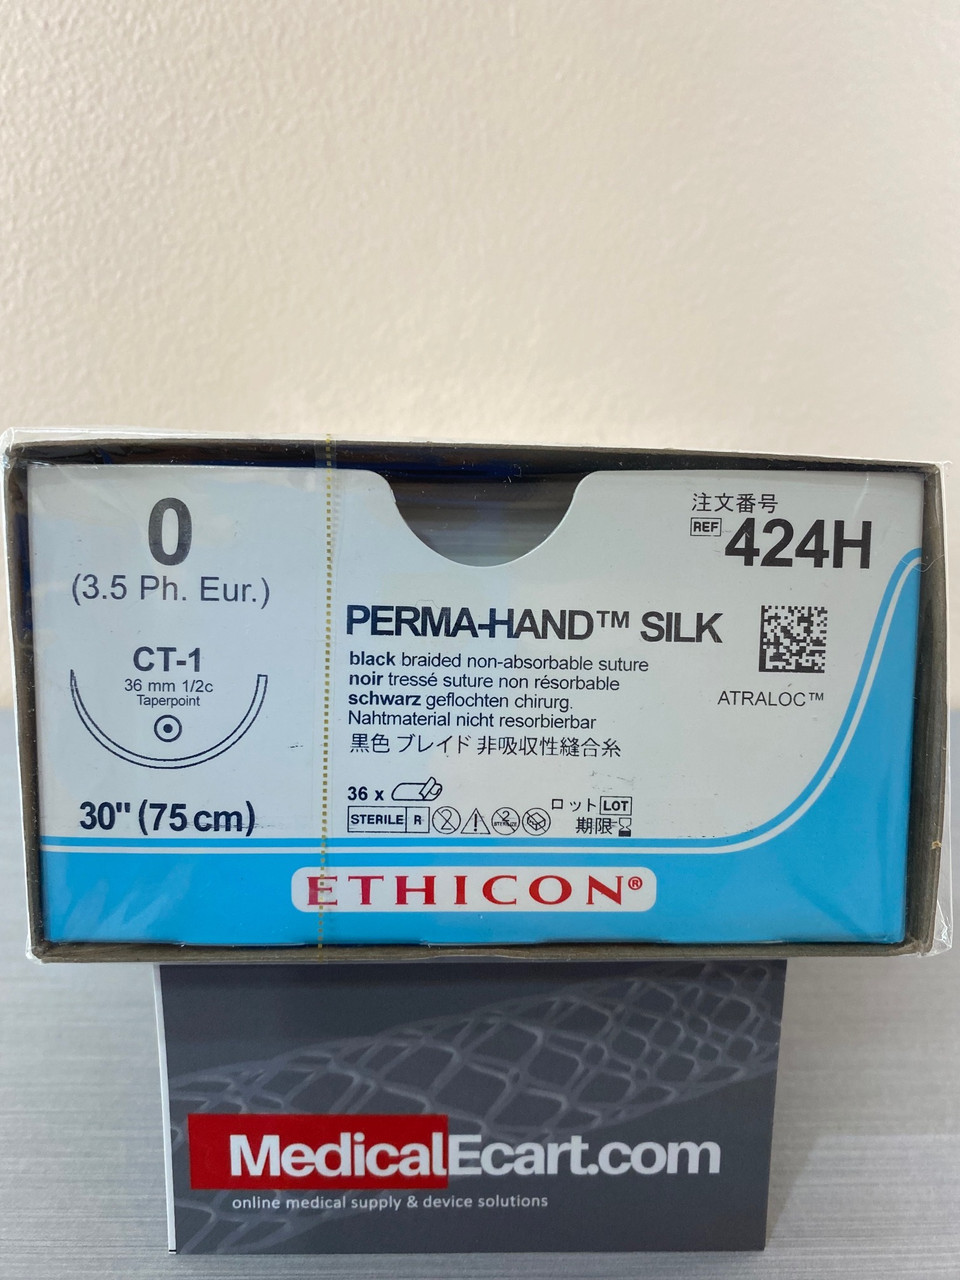 0
(3.5 Ph. Eur.)
CT-1
36 mm 1/2c
Taperpoint
30" (75 cm)
注文番号
REF 424H
PERMA-HAND™ SILK
black braided non-absorbable suture
noir tressé suture non résorbable
schwarz geflochten chirurg.
Nahtmaterial nicht resorbierbar
黒色 ブレイド 非吸収性縫合糸
ATRALOC™
36 x
STERILE R
2
2
STERILIZE
ロット LOT
期限
ETHICON®
MedicalEcart.com
online medical supply & device solutions